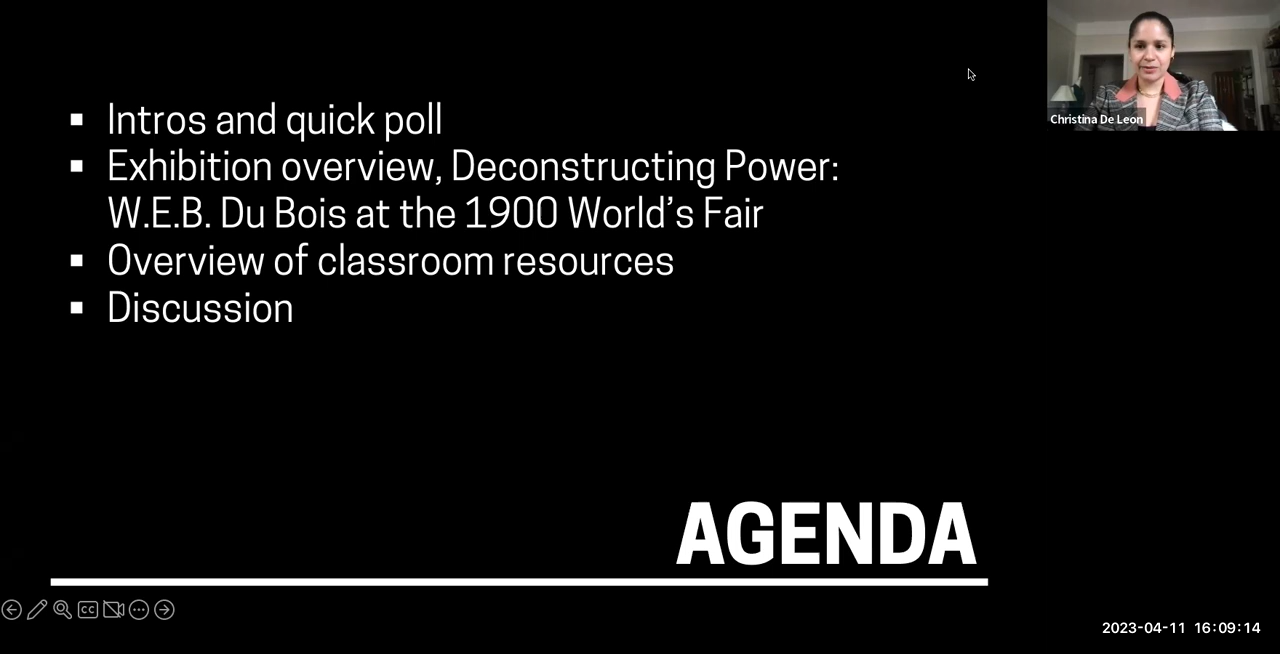 Intros and quick poll
Exhibition overview, Deconstructing Power:
W.E.B. Du Bois at the 1900 World's Fair
Overview of classroom resources
Discussion
AGENDA
Christina De Leon
CC
2023-04-11 16:09:14